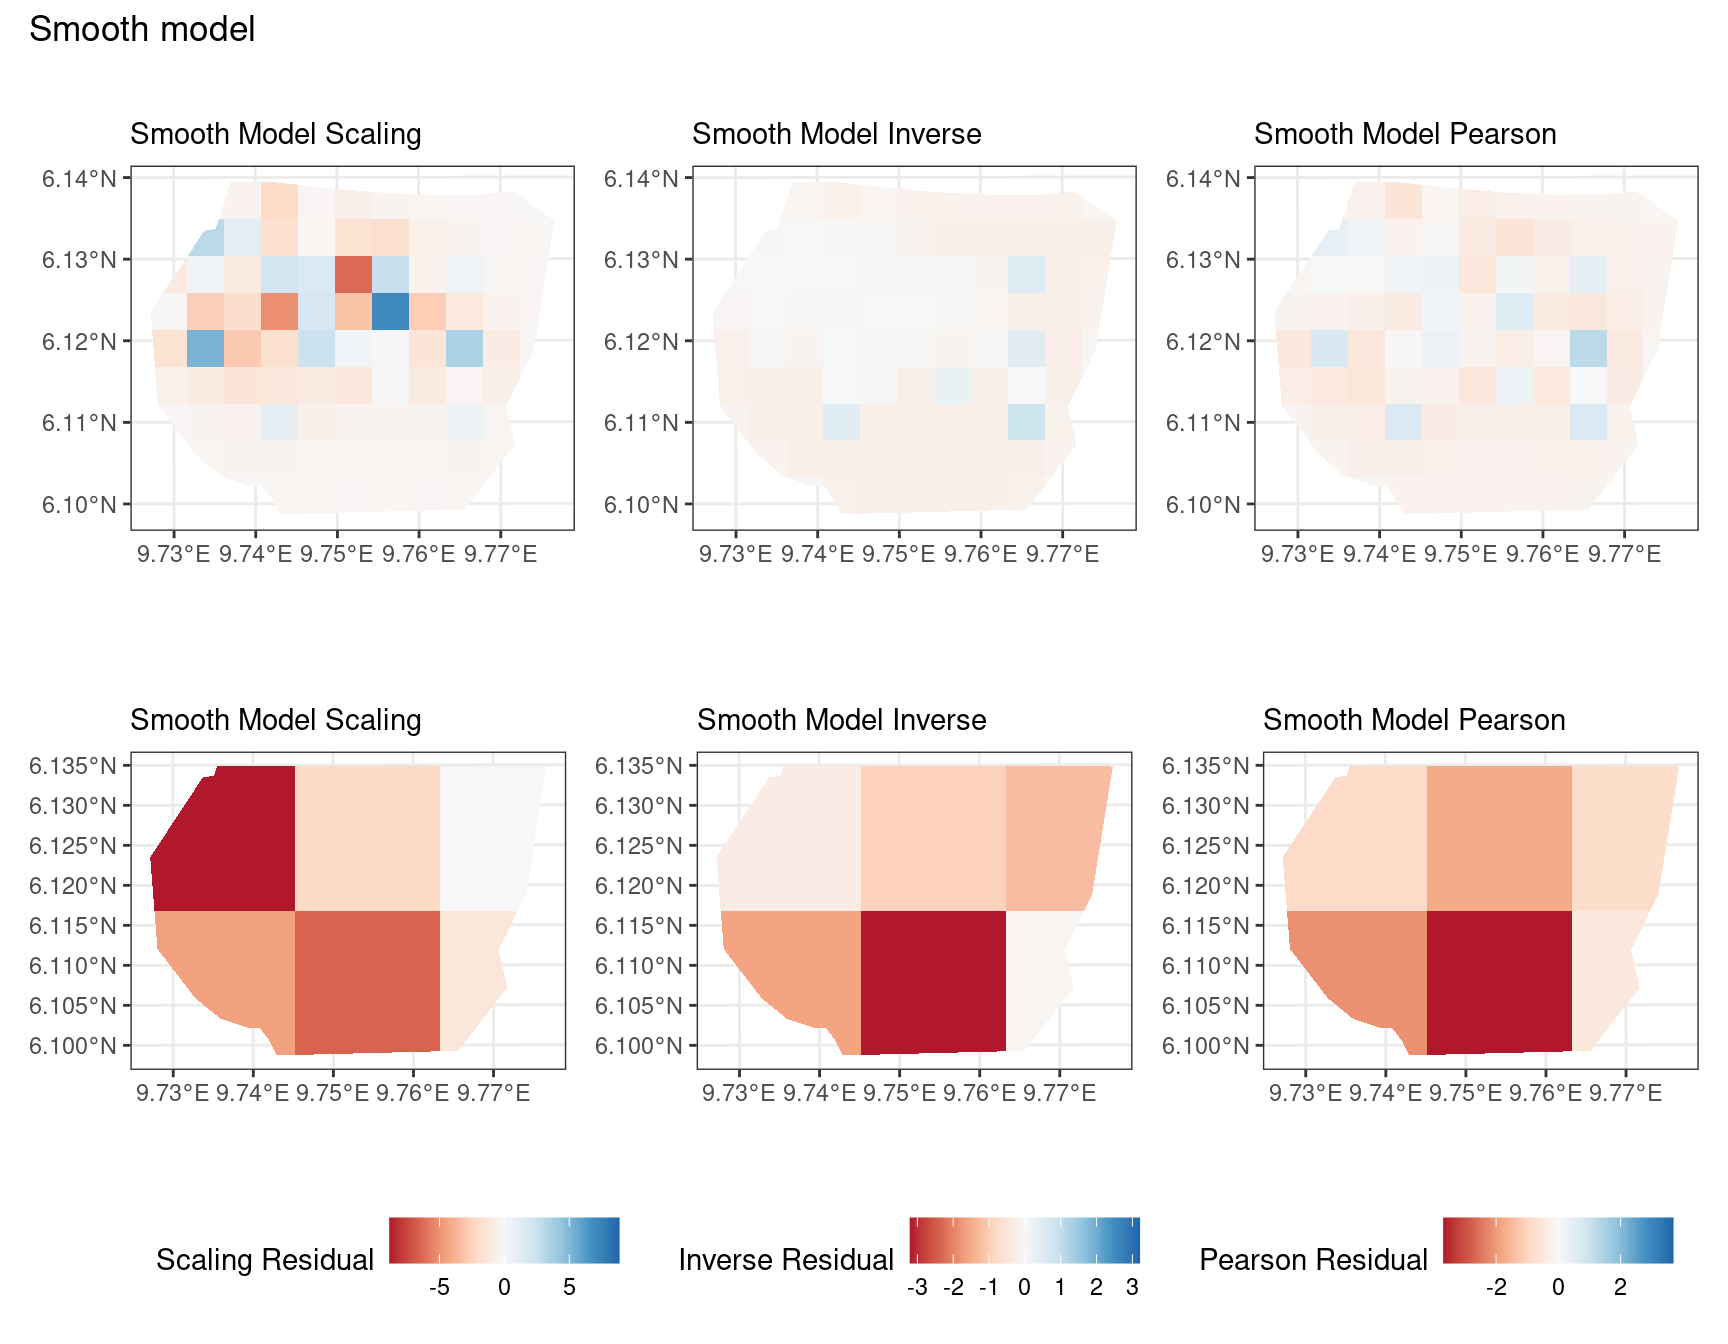 Smooth model
Smooth Model Scaling
Smooth Model Inverse
Smooth Model Pearson
6.14°N
6.13°N
6.12°N
6.11°N
6.10°N
9.73°E 9.74°E 9.75°E 9.76°E 9.77°E
6.14°N
6.13°N
6.12°N
6.11°N
6.10°N
9.73°E 9.74°E 9.75°E 9.76°E 9.77°E
6.14°N
6.13°N
6.12°N
6.11°N
6.10°N
9.73°E 9.74°E 9.75°E 9.76°E 9.77°E
Smooth Model Scaling
Smooth Model Inverse
Smooth Model Pearson
6.135°N
6.130°N
6.125°N
6.120°N
6.115°N
6.110°N
6.105°N
6.100°N
9.73°E 9.74°E 9.75°E 9.76°E 9.77°E
6.135°N
6.130°N
6.125°N
6.120°N
6.115°N
6.110°N
6.105°N
6.100°N
9.73°E 9.74°E 9.75°E 9.76°E 9.77°E
6.135°N
6.130°N
6.125°N
6.120°N
6.115°N
6.110°N
6.105°N
6.100°N
9.73°E 9.74°E 9.75°E 9.76°E 9.77°E
Scaling Residual
-5 0 5
Inverse Residual
-3 -2 -1 0 1 2 3
Pearson Residual
-2 0 2